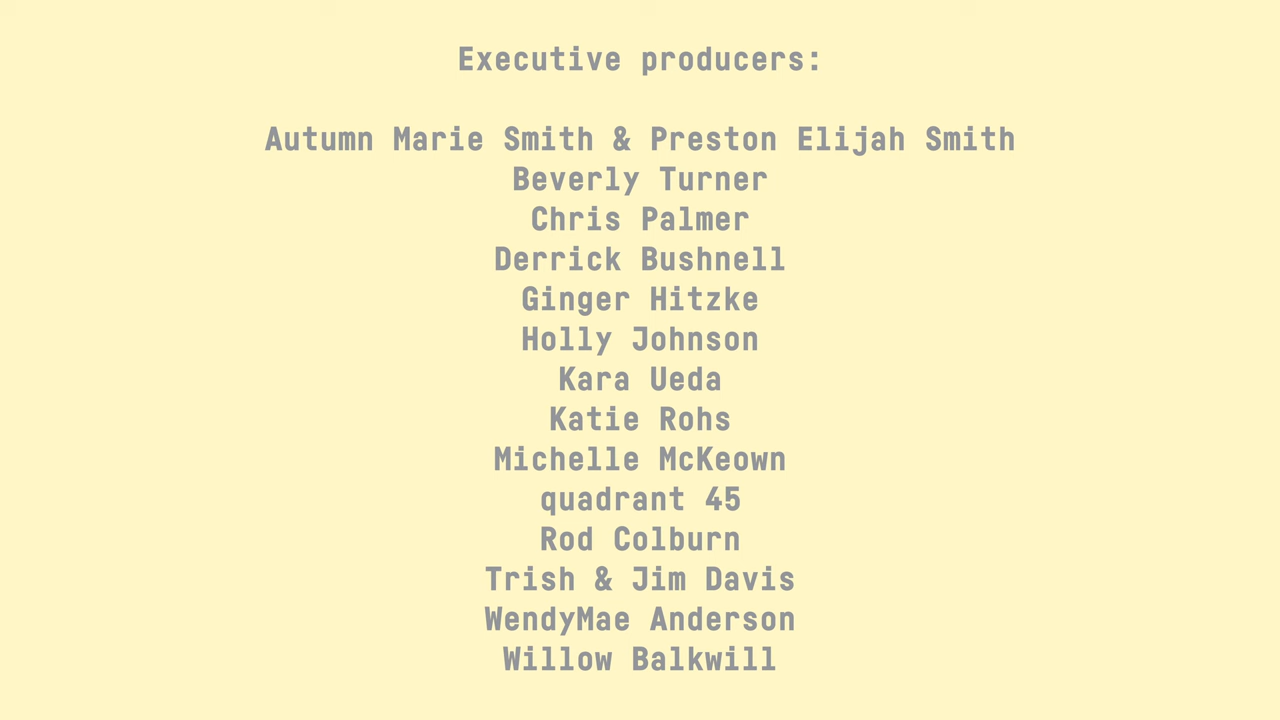 Executive producers:
Autumn Marie Smith & Preston Elijah Smith
Beverly Turner
Chris Palmer
Derrick Bushnell
Ginger Hitzke
Holly Johnson
Kara Ueda
Katie Rohs
Michelle McKeown
quadrant 45
Rod Colburn
Trish & Jim Davis
WendyMae Anderson
Willow Balkwill